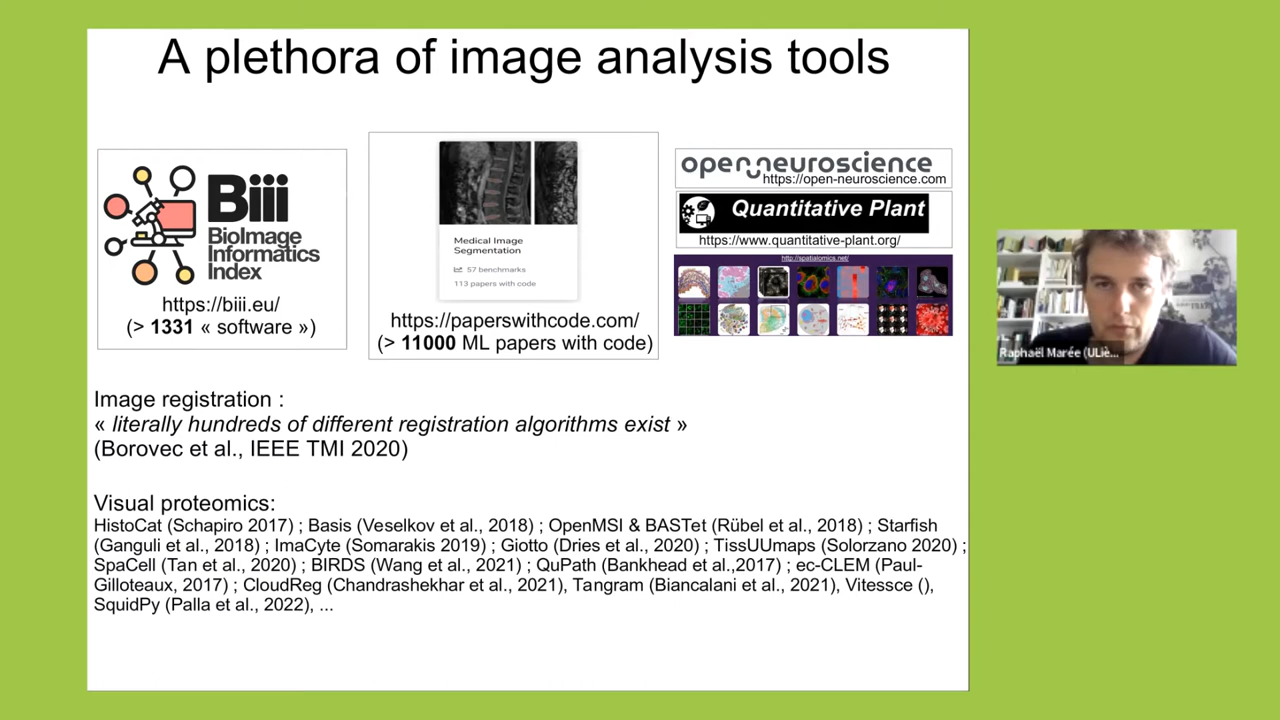 A plethora of image analysis tools
Biii
BioImage
Informatics
Index
https://biii.eu/
(> 1331 « software »)
Medical Image
Segmentation
57 benchmarks
113 papers with code
https://paperswithcode.com/
(> 11000 ML papers with code)
open neuroscience
https://open-neuroscience.com
Quantitative Plant
https://www.quantitative-plant.org/
http://spatialomics.net/
Image registration :
« literally hundreds of different registration algorithms exist »
(Borovec et al., IEEE TMI 2020)
Visual proteomics:
HistoCat (Schapiro 2017) ; Basis (Veselkov et al., 2018) ; OpenMSI & BASTet (Rübel et al., 2018) ; Starfish
(Ganguli et al., 2018) ; ImaCyte (Somarakis 2019) ; Giotto (Dries et al., 2020) ; TissUUmaps (Solorzano 2020) ;
SpaCell (Tan et al., 2020) ; BIRDS (Wang et al., 2021) ; QuPath (Bankhead et al.,2017) ; ec-CLEM (Paul-
Gilloteaux, 2017) ; CloudReg (Chandrashekhar et al., 2021), Tangram (Biancalani et al., 2021), Vitessce (),
SquidPy (Palla et al., 2022), ...
Raphaël Marée (ULiè...